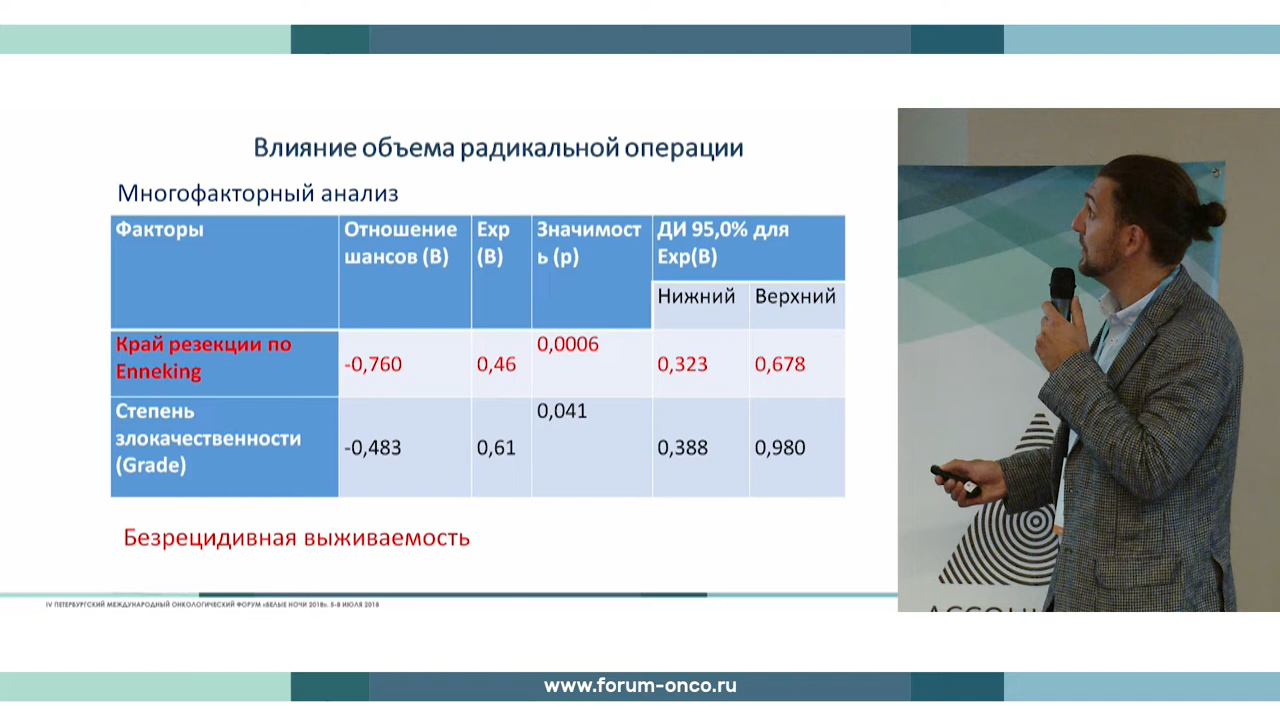 Влияние объема радикальной операции
Многофакторный анализ
Факторы
Отношение
шансов (B)
Exp
(B)
Значимост
ь (p)
ДИ 95,0% для
Exp(B)
Нижний
Верхний
Край резекции по
Enneking
-0,760
0,46
0,0006
0,323
0,678
Степень
злокачественности
(Grade)
-0,483
0,61
0,041
0,388
0,980
Безрецидивная выживаемость
IV ПЕТЕРБУРГСКИЙ МЕЖДУНАРОДНЫЙ ОНКОЛОГИЧЕСКИЙ ФОРУМ «БЕЛЫЕ НОЧИ 2018». 5-8 ИЮЛЯ 2018
www.forum-onco.ru